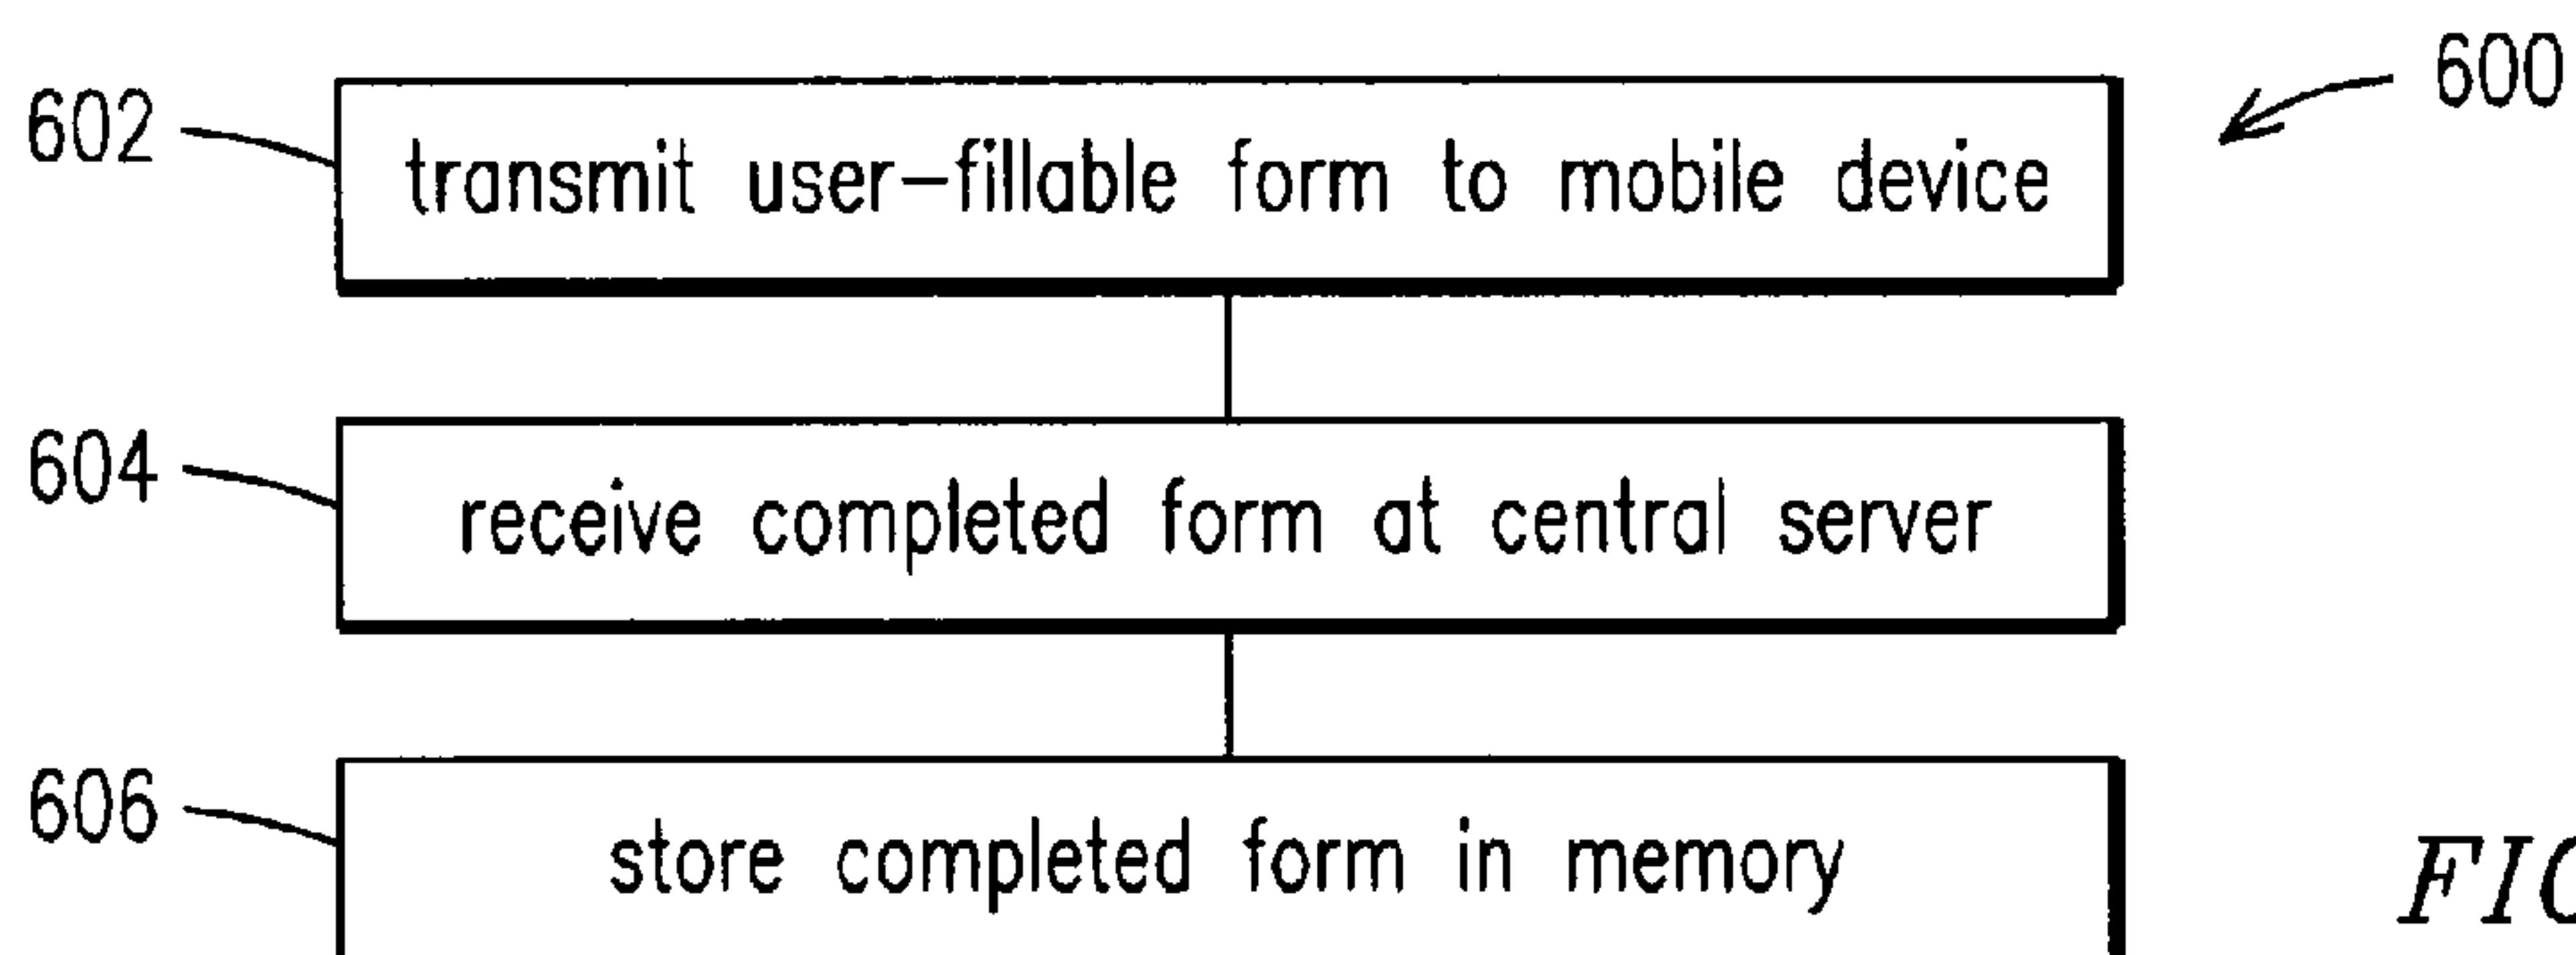 600
602 transmit user-fillable form to mobile device
604 receive completed form at central server
606 store completed form in memory